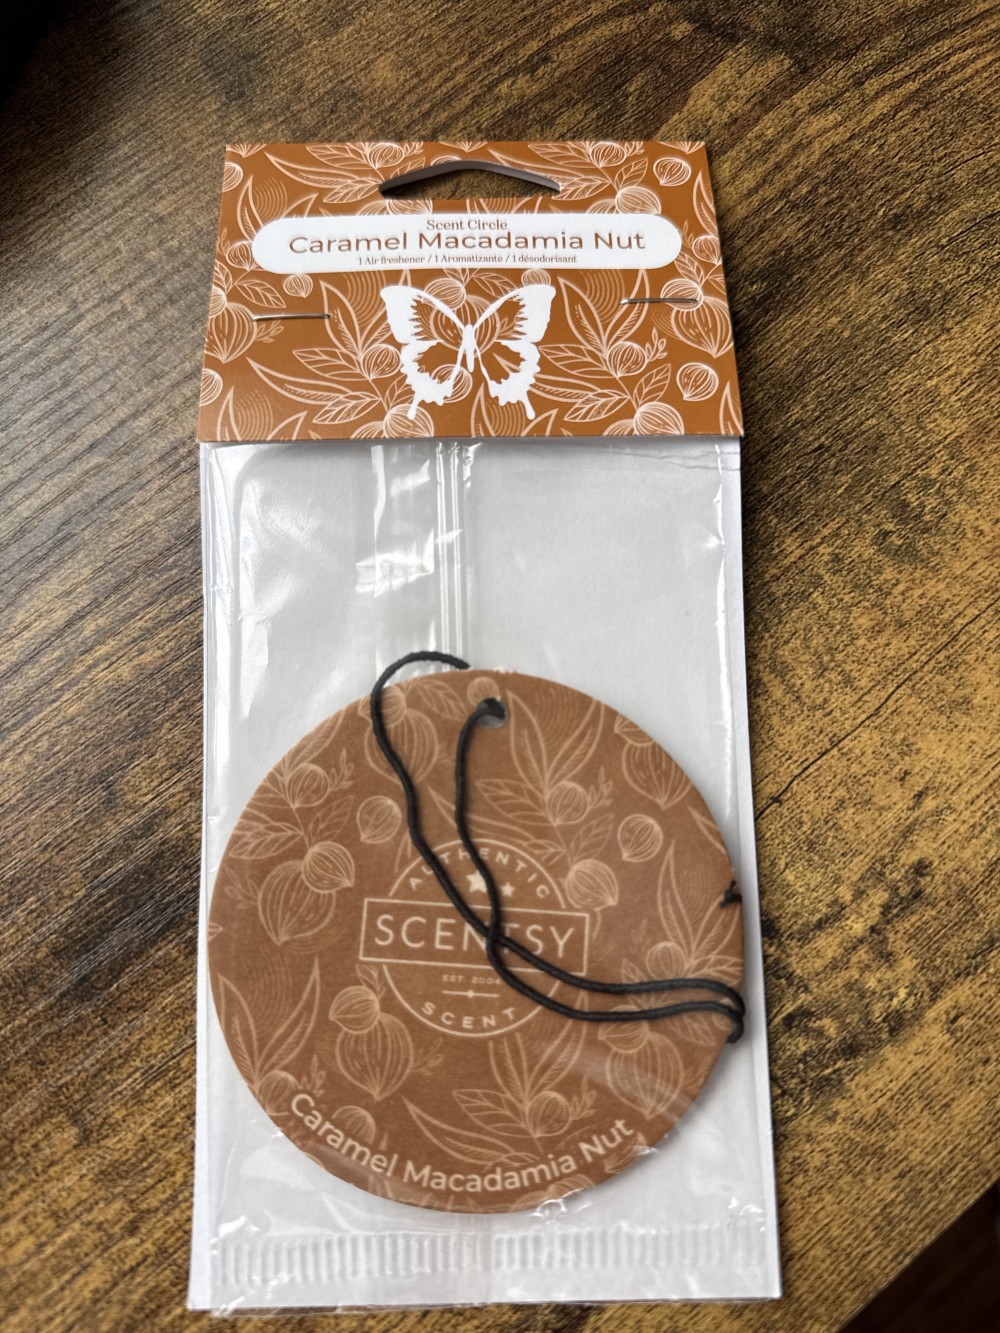 Scent Circle
Caramel Macadamia Nut
1 Air freshener / 1 Aromatizante / 1 désodorisant
AUTHENTIC
SCENTSY
EST. 2004
SCENT
Caramel Macadamia Nut